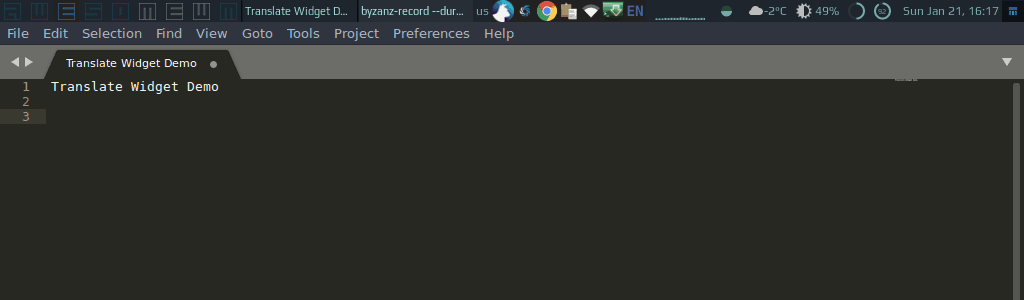 Translate Widget D... byzanz-record --dur... us EN -2°C 49% 92 Sun Jan 21, 16:17
File Edit Selection Find View Goto Tools Project Preferences Help
Translate Widget Demo
1 Translate Widget Demo
2
3